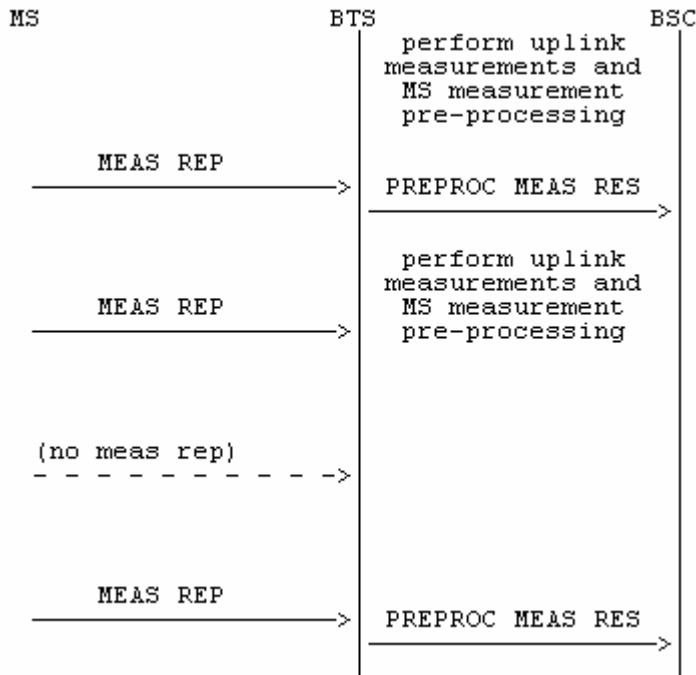 MS BTS BSC
perform uplink
measurements and
MS measurement
pre-processing
MEAS REP
PREPROC MEAS RES
perform uplink
measurements and
MS measurement
pre-processing
MEAS REP
(no meas rep)
MEAS REP
PREPROC MEAS RES